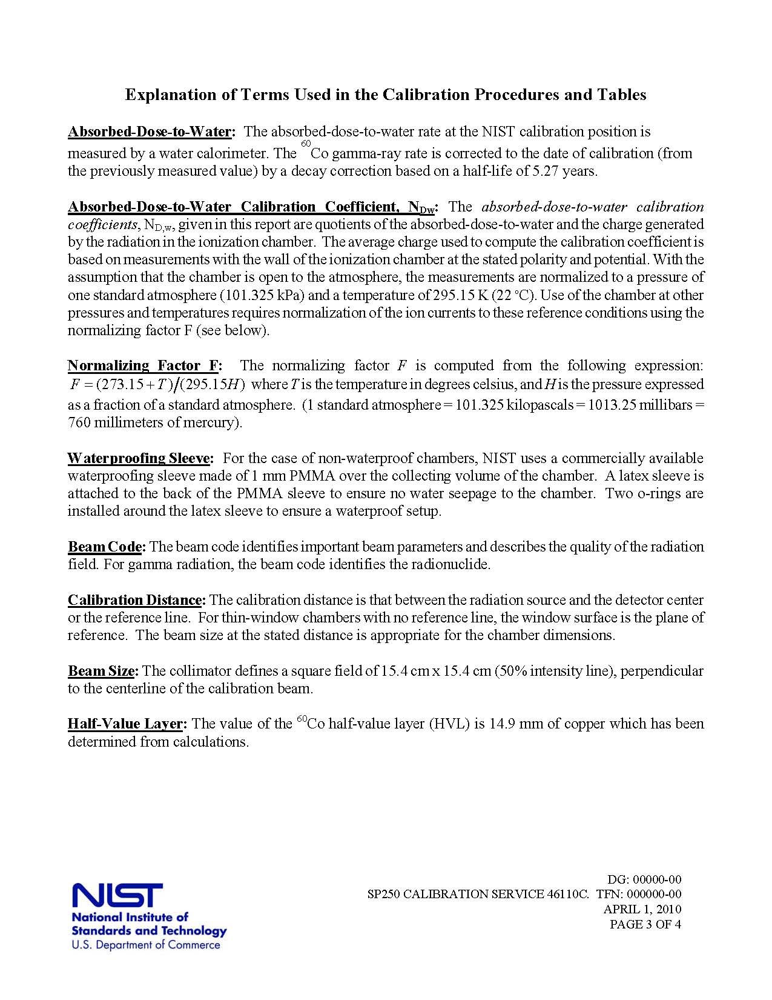 Explanation of Terms Used in the Calibration Procedures and Tables
Absorbed-Dose-to-Water: The absorbed-dose-to-water rate at the NIST calibration position is
measured by a water calorimeter. The 60Co gamma-ray rate is corrected to the date of calibration (from
the previously measured value) by a decay correction based on a half-life of 5.27 years.
Absorbed-Dose-to-Water Calibration Coefficient, NDw: The absorbed-dose-to-water calibration
coefficients, ND,w, given in this report are quotients of the absorbed-dose-to-water and the charge generated
by the radiation in the ionization chamber. The average charge used to compute the calibration coefficient is
based on measurements with the wall of the ionization chamber at the stated polarity and potential. With the
assumption that the chamber is open to the atmosphere, the measurements are normalized to a pressure of
one standard atmosphere (101.325 kPa) and a temperature of 295.15 K (22 °C). Use of the chamber at other
pressures and temperatures requires normalization of the ion currents to these reference conditions using the
normalizing factor F (see below).
Normalizing Factor F: The normalizing factor F is computed from the following expression:
F = (273.15 + T)/(295.15H) where T is the temperature in degrees celsius, and H is the pressure expressed
as a fraction of a standard atmosphere. (1 standard atmosphere = 101.325 kilopascals = 1013.25 millibars =
760 millimeters of mercury).
Waterproofing Sleeve: For the case of non-waterproof chambers, NIST uses a commercially available
waterproofing sleeve made of 1 mm PMMA over the collecting volume of the chamber. A latex sleeve is
attached to the back of the PMMA sleeve to ensure no water seepage to the chamber. Two o-rings are
installed around the latex sleeve to ensure a waterproof setup.
Beam Code: The beam code identifies important beam parameters and describes the quality of the radiation
field. For gamma radiation, the beam code identifies the radionuclide.
Calibration Distance: The calibration distance is that between the radiation source and the detector center
or the reference line. For thin-window chambers with no reference line, the window surface is the plane of
reference. The beam size at the stated distance is appropriate for the chamber dimensions.
Beam Size: The collimator defines a square field of 15.4 cm x 15.4 cm (50% intensity line), perpendicular
to the centerline of the calibration beam.
Half-Value Layer: The value of the 60Co half-value layer (HVL) is 14.9 mm of copper which has been
determined from calculations.
DG: 00000-00
SP250 CALIBRATION SERVICE 46110C. TFN: 000000-00
APRIL 1, 2010
PAGE 3 OF 4
NIST
National Institute of
Standards and Technology
U.S. Department of Commerce